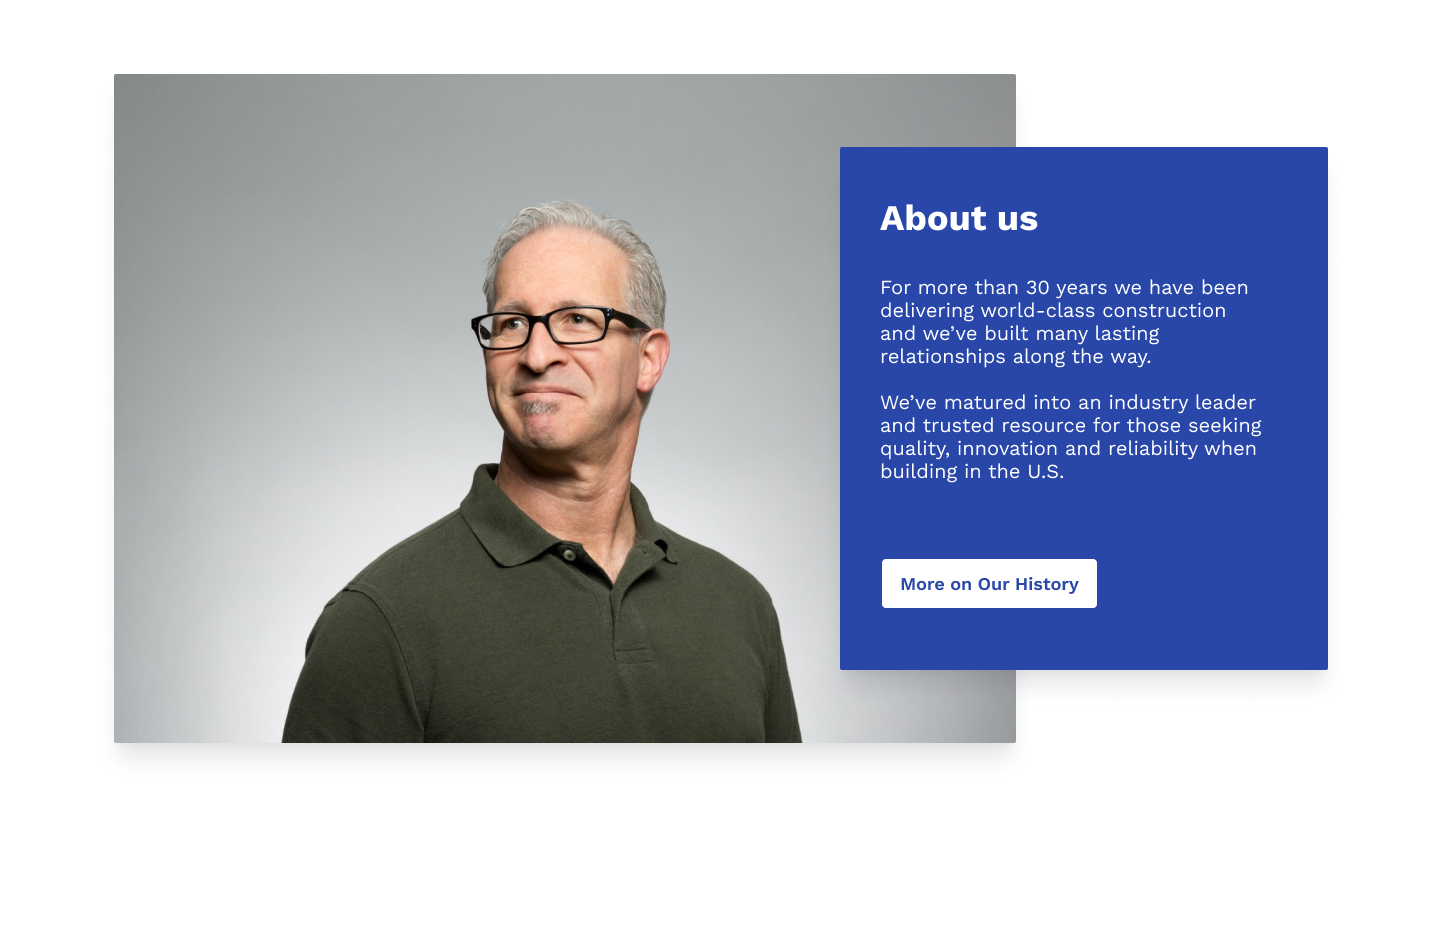 About us
For more than 30 years we have been
delivering world-class construction
and we’ve built many lasting
relationships along the way.
We’ve matured into an industry leader
and trusted resource for those seeking
quality, innovation and reliability when
building in the U.S.
More on Our History